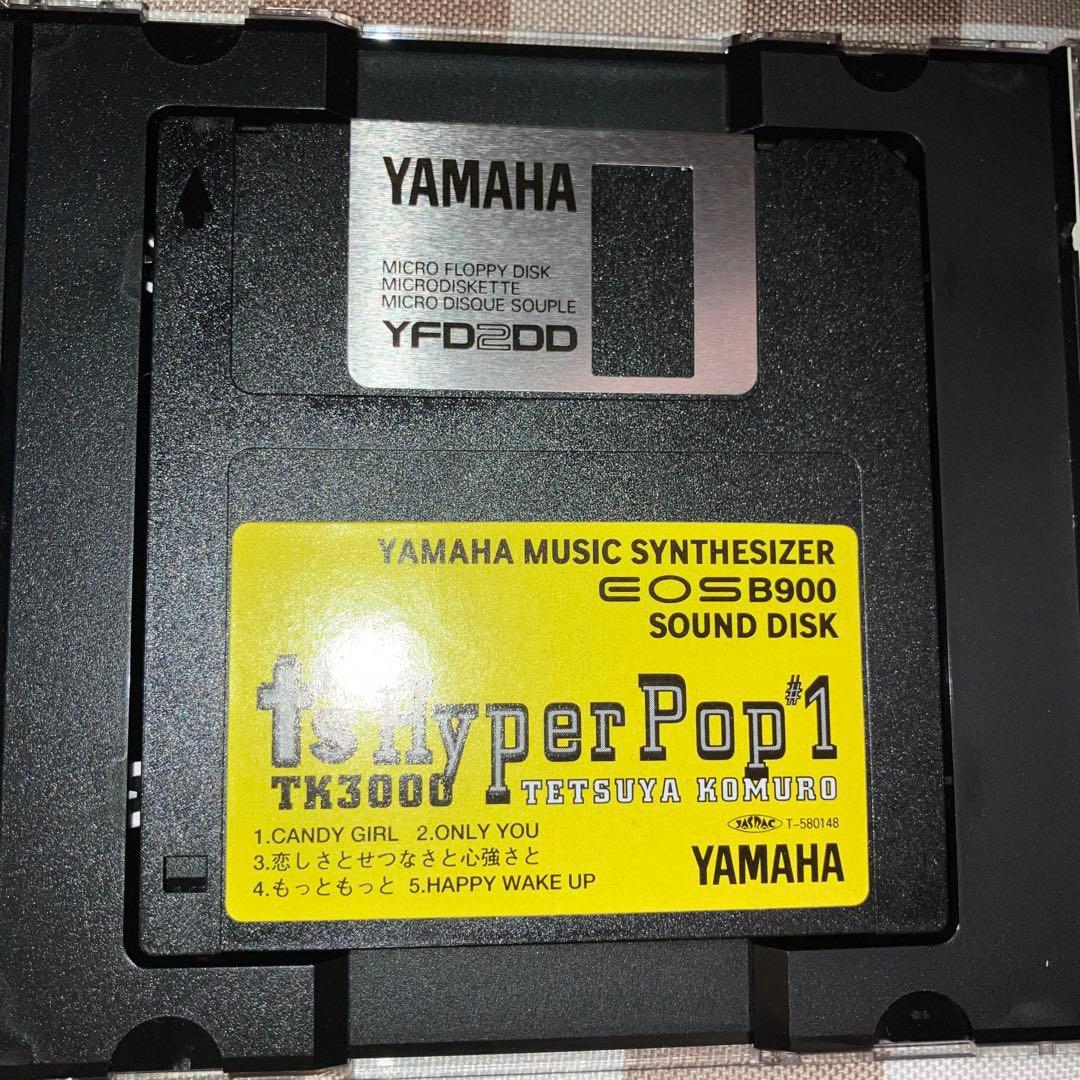 YAMAHA
MICRO FLOPPY DISK
MICRODISKETTE
MICRO DISQUE SOUPLE
YFD2DD
YAMAHA MUSIC SYNTHESIZER
EOS B900
SOUND DISK
t's Hyper Pop #1
TK3000 TETSUYA KOMURO
1.CANDY GIRL 2.ONLY YOU
3.恋しさとせつなさと心強さと
4.もっともっと 5.HAPPY WAKE UP
JASRAC T-580148
YAMAHA